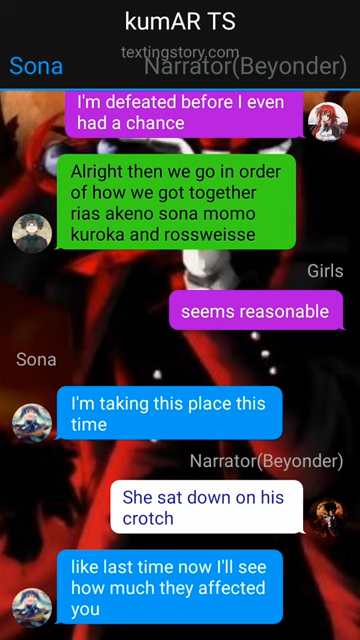 kumAR TS
textingstory.com
Sona
Narrator(Beyonder)
I'm defeated before I even
had a chance
Alright then we go in order
of how we got together
rias akeno sona momo
kuroka and rossweisse
Girls
seems reasonable
Sona
I'm taking this place this
time
Narrator(Beyonder)
She sat down on his
crotch
like last time now I'll see
how much they affected
you